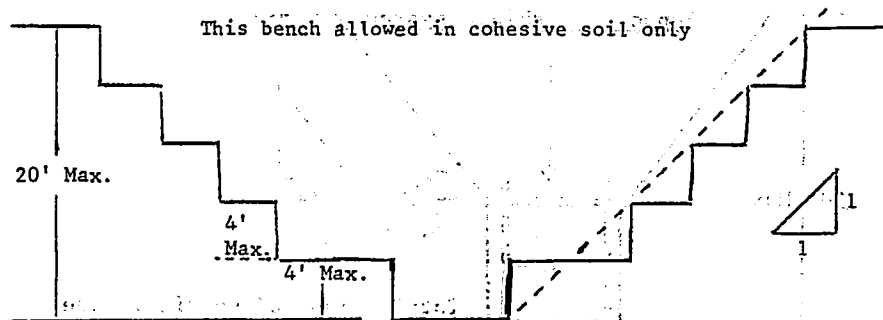 This bench allowed in cohesive soil only
20' Max.
4'
Max.
4' Max.
1
1